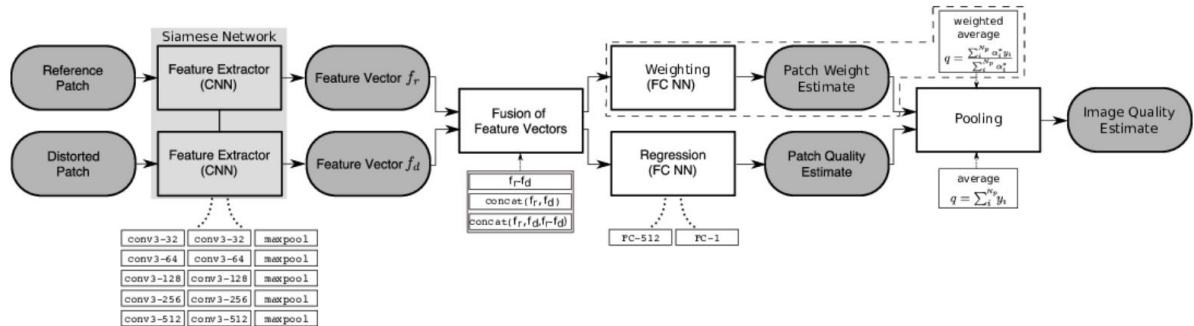 Siamese Network
Reference
Patch
Feature Extractor
(CNN)
Feature Vector f_r
Distorted
Patch
Feature Extractor
(CNN)
Feature Vector f_d
conv3-32 conv3-32 maxpool
conv3-64 conv3-64 maxpool
conv3-128 conv3-128 maxpool
conv3-256 conv3-256 maxpool
conv3-512 conv3-512 maxpool
Fusion of
Feature Vectors
f_r-f_d
concat(f_r,f_d)
concat(f_r,f_d,f_r-f_d)
Weighting
(FC NN)
Patch Weight
Estimate
Regression
(FC NN)
Patch Quality
Estimate
FC-512 FC-1
weighted
average
q = \frac{\sum_i^{N_p} α_i^* y_i}{\sum_i^{N_p} α_i^*}
Pooling
average
q = \sum_i^{N_p} y_i
Image Quality
Estimate